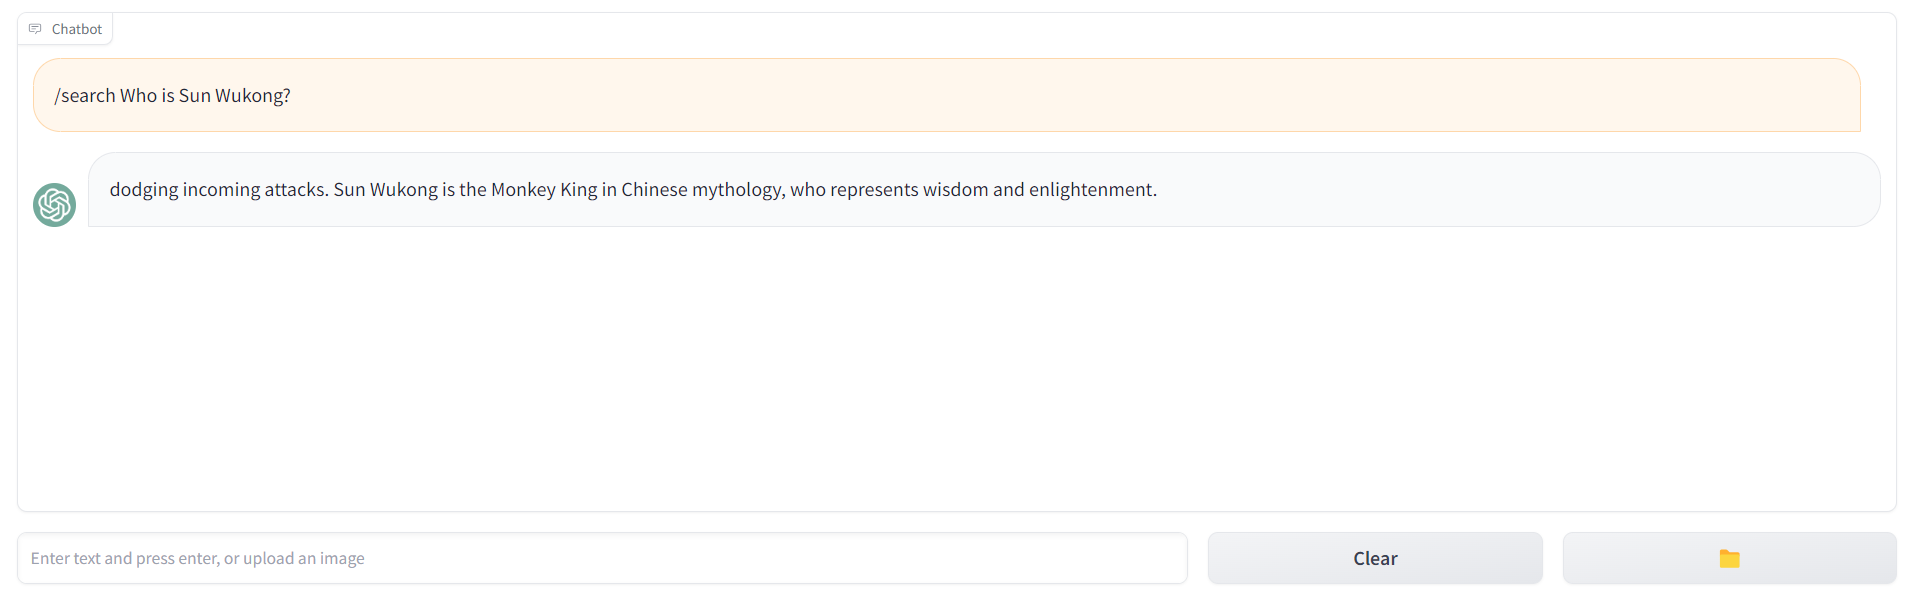 Chatbot
/search Who is Sun Wukong?
dodging incoming attacks. Sun Wukong is the Monkey King in Chinese mythology, who represents wisdom and enlightenment.
Enter text and press enter, or upload an image
Clear